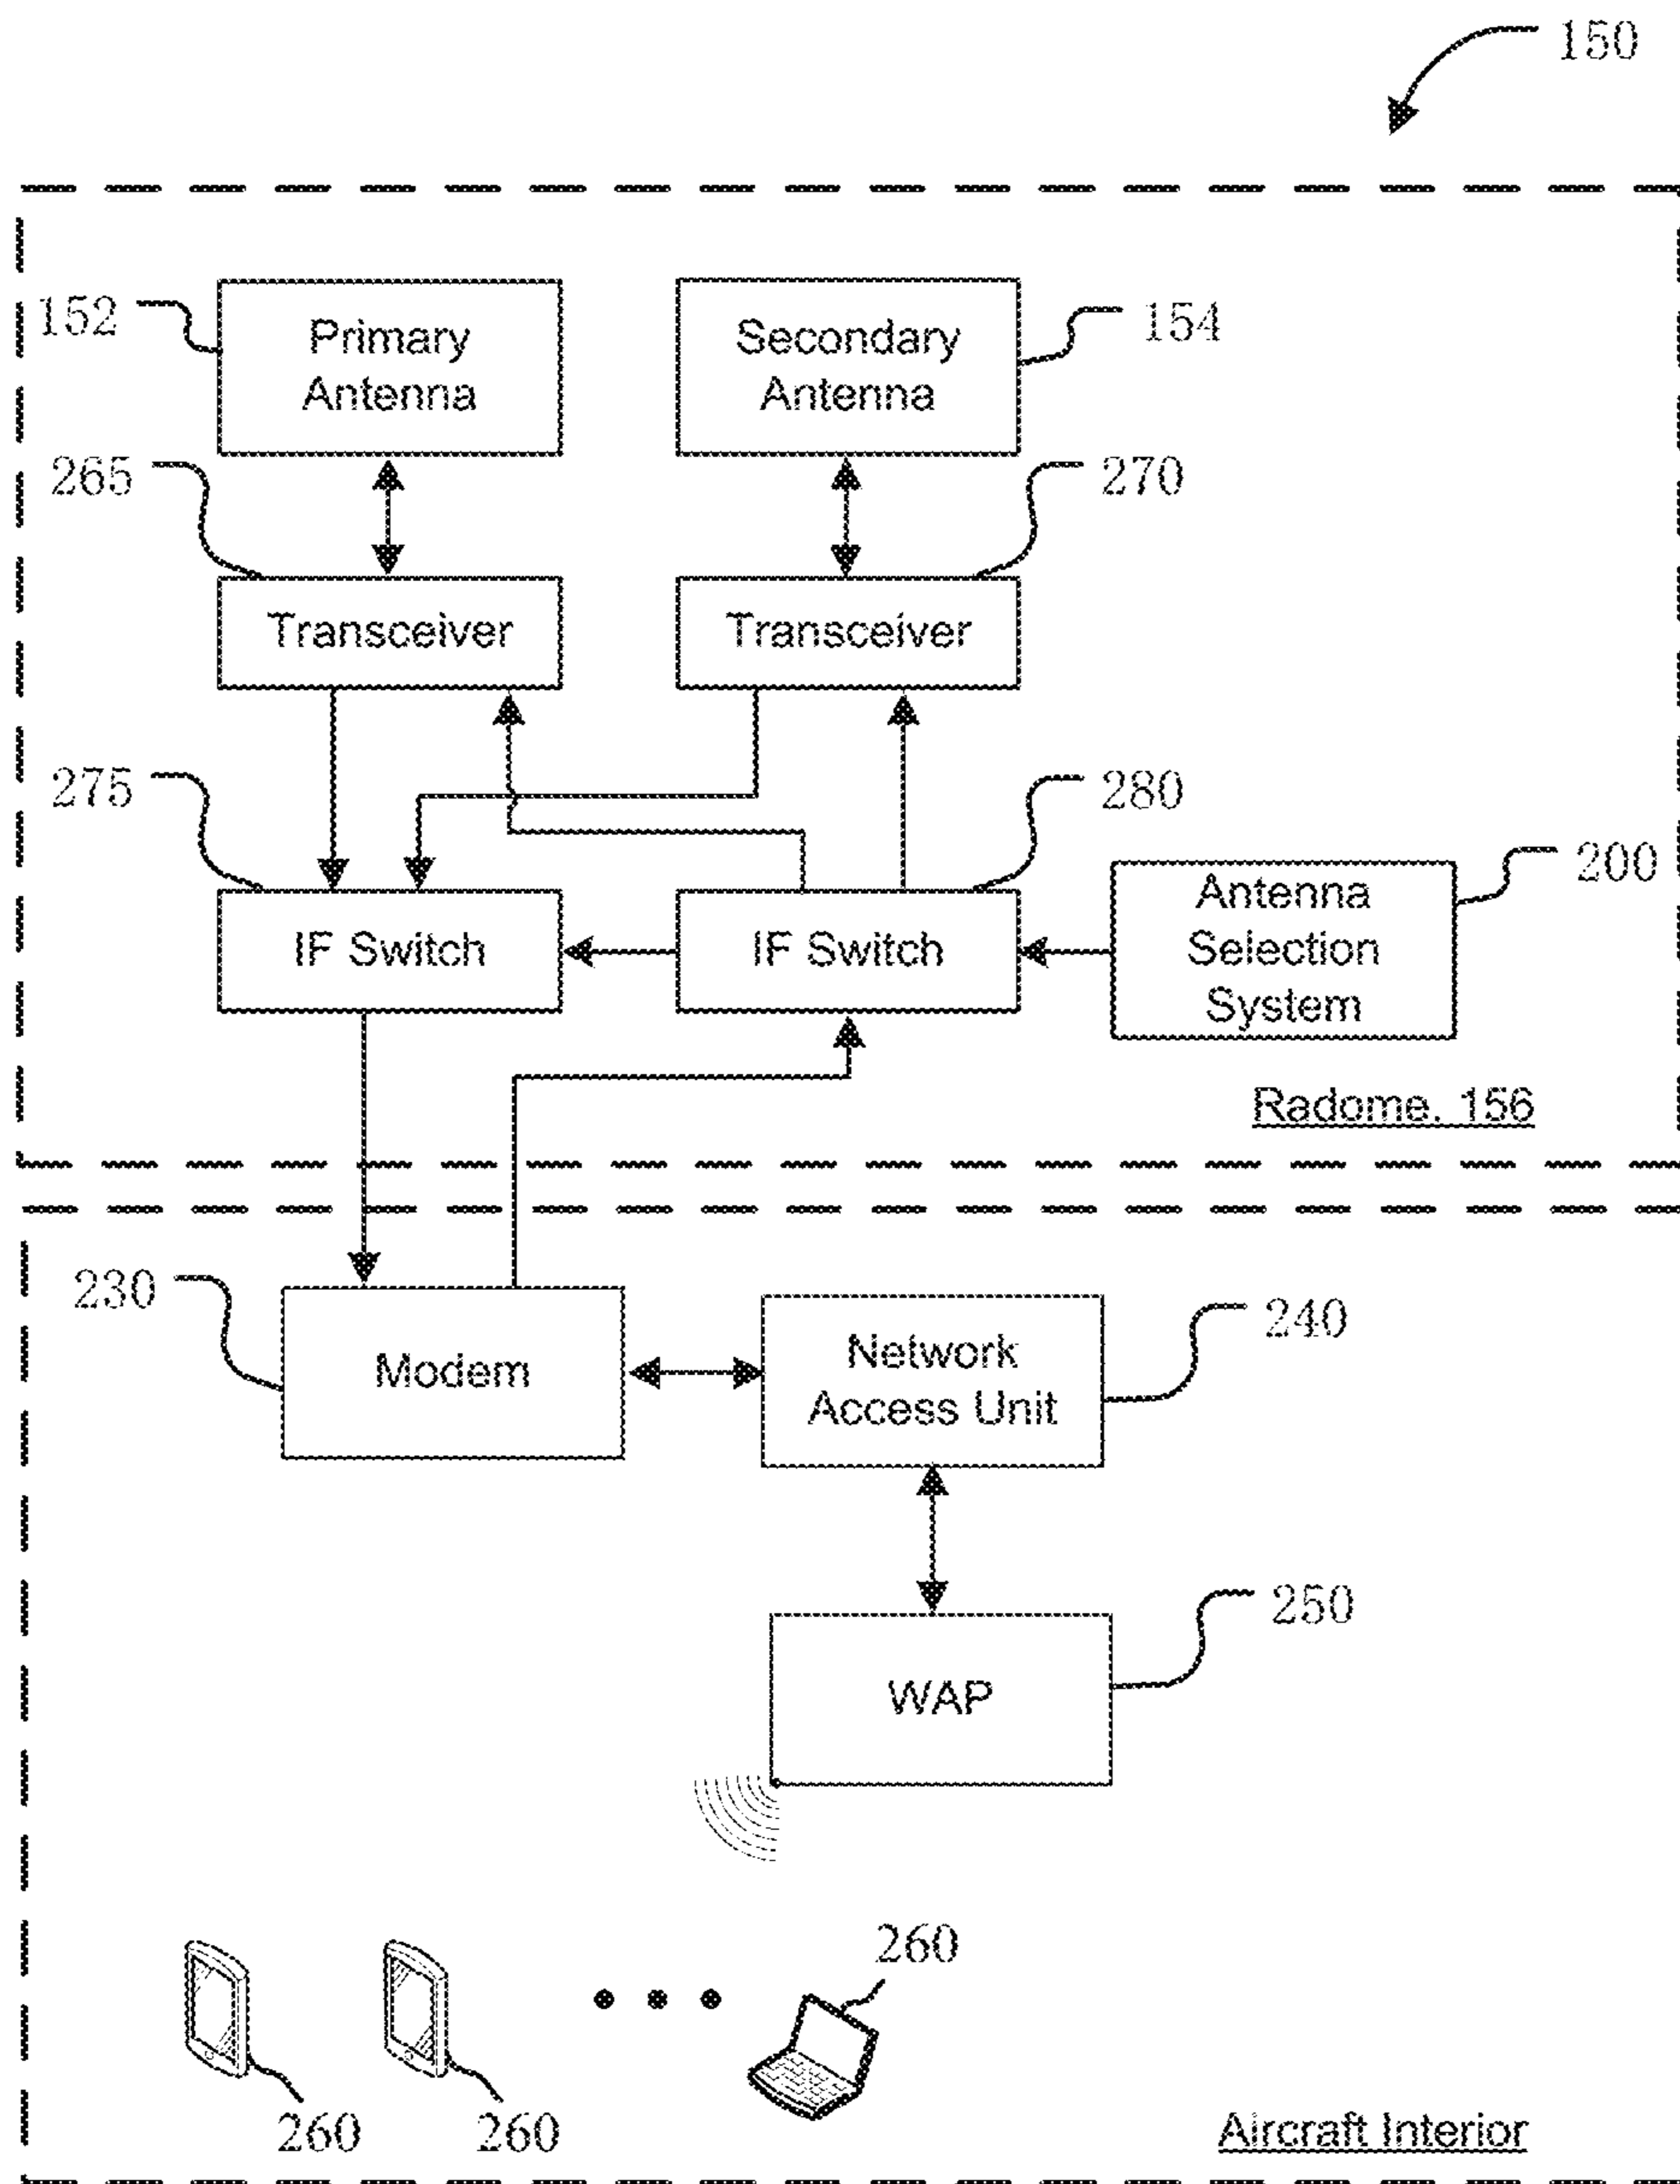 150
152
Primary
Antenna
Secondary
Antenna
154
265
270
Transceiver
Transceiver
275
280
IF Switch
IF Switch
Antenna
Selection
System
200
Radome. 156
230
Modem
Network
Access Unit
240
WAP
250
260
260
260
Aircraft Interior